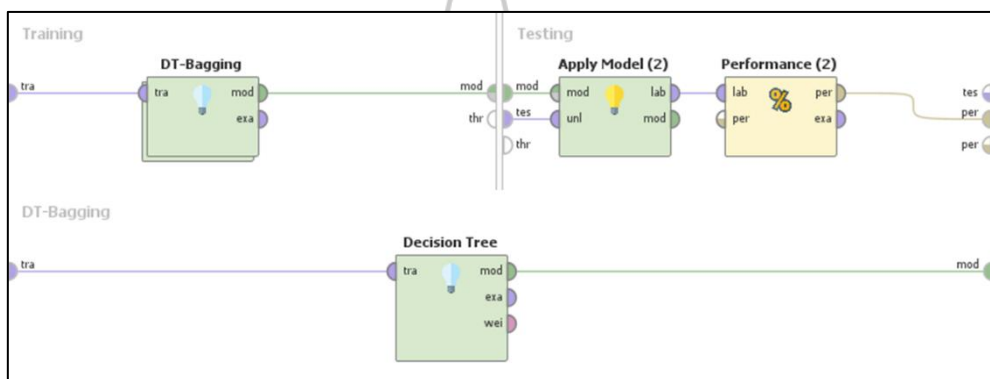 Training
Testing
DT-Bagging
Apply Model (2)
Performance (2)
tra
tra
mod
exa
mod
thr
mod
tes
thr
mod
unl
lab
mod
lab
per
per
exa
tes
per
per
DT-Bagging
Decision Tree
tra
tra
mod
exa
wei
mod